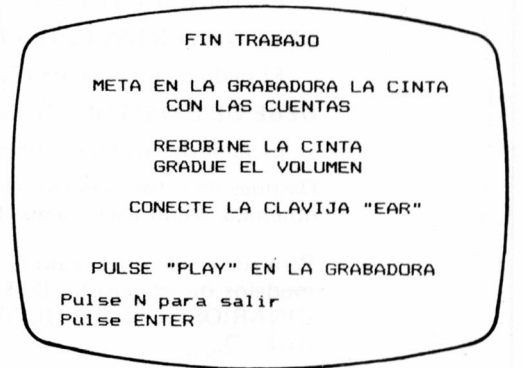 FIN TRABAJO
META EN LA GRABADORA LA CINTA
CON LAS CUENTAS
REBOBINE LA CINTA
GRADUE EL VOLUMEN
CONECTE LA CLAVIJA "EAR"
PULSE "PLAY" EN LA GRABADORA
Pulse N para salir
Pulse ENTER